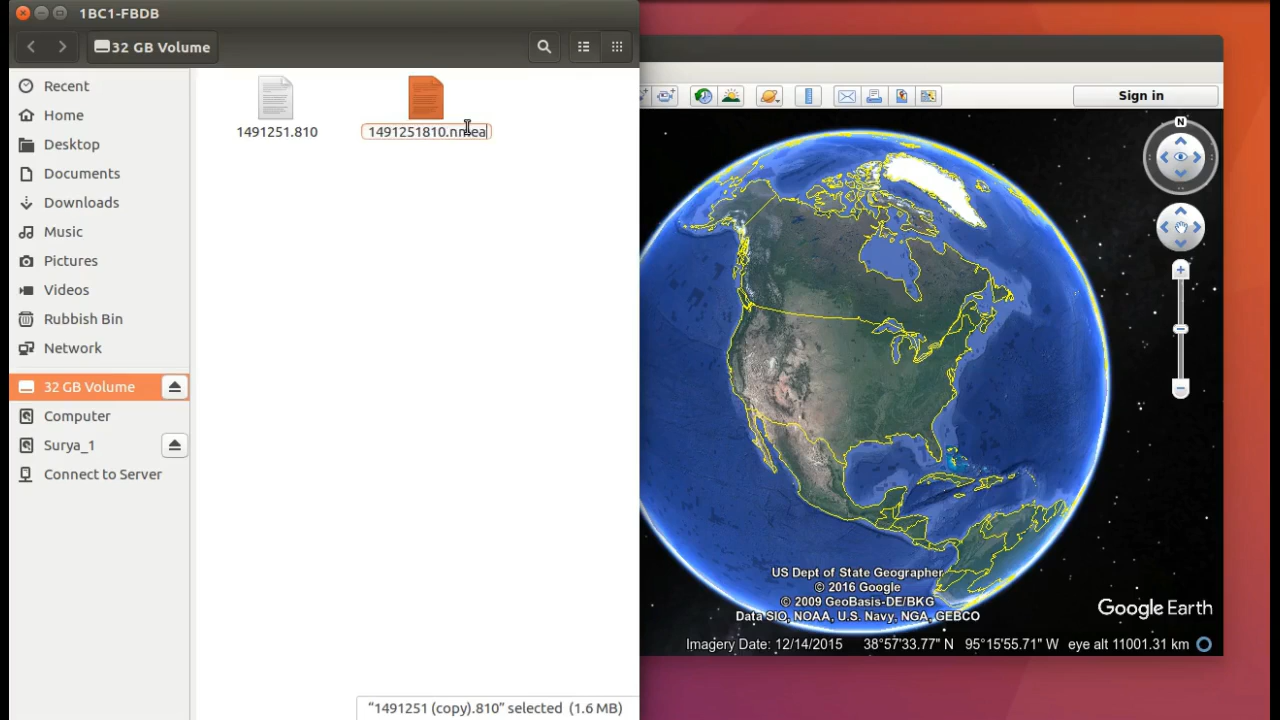 1BC1-FBDB
32 GB Volume
Recent
Home
Desktop
Documents
Downloads
Music
Pictures
Videos
Rubbish Bin
Network
32 GB Volume
Computer
Surya_1
Connect to Server
1491251.810
1491251810.nmea
"1491251 (copy).810" selected (1.6 MB)
Sign in
N
US Dept of State Geographer
© 2016 Google
© 2009 GeoBasis-DE/BKG
Data SIO, NOAA, U.S. Navy, NGA, GEBCO
Google Earth
Imagery Date: 12/14/2015 38°57'33.77" N 95°15'55.71" W eye alt 11001.31 km